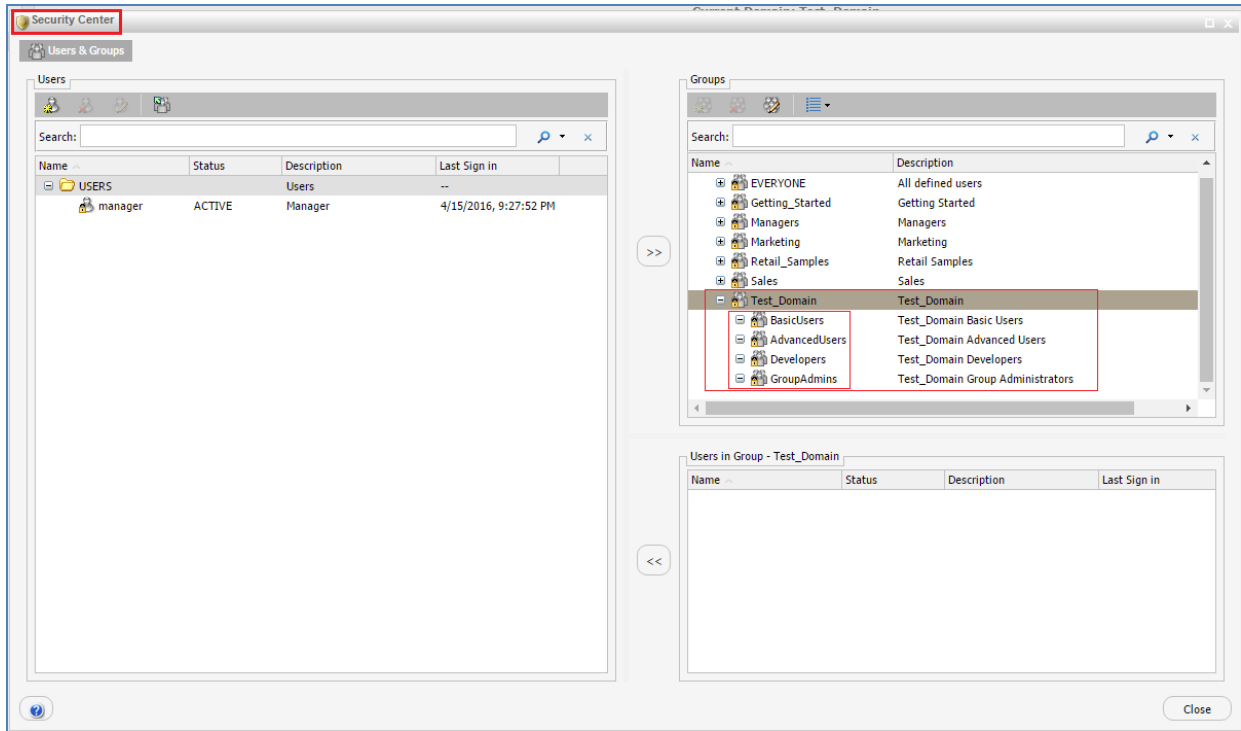 Current Domain: Test_Domain
Security Center
Users & Groups
Users
Search:
Name Status Description Last Sign in
USERS Users --
manager ACTIVE Manager 4/15/2016, 9:27:52 PM
>>
<<
Groups
Search:
Name Description
EVERYONE All defined users
Getting_Started Getting Started
Managers Managers
Marketing Marketing
Retail_Samples Retail Samples
Sales Sales
Test_Domain Test_Domain
BasicUsers Test_Domain Basic Users
AdvancedUsers Test_Domain Advanced Users
Developers Test_Domain Developers
GroupAdmins Test_Domain Group Administrators
Users in Group - Test_Domain
Name Status Description Last Sign in
Close